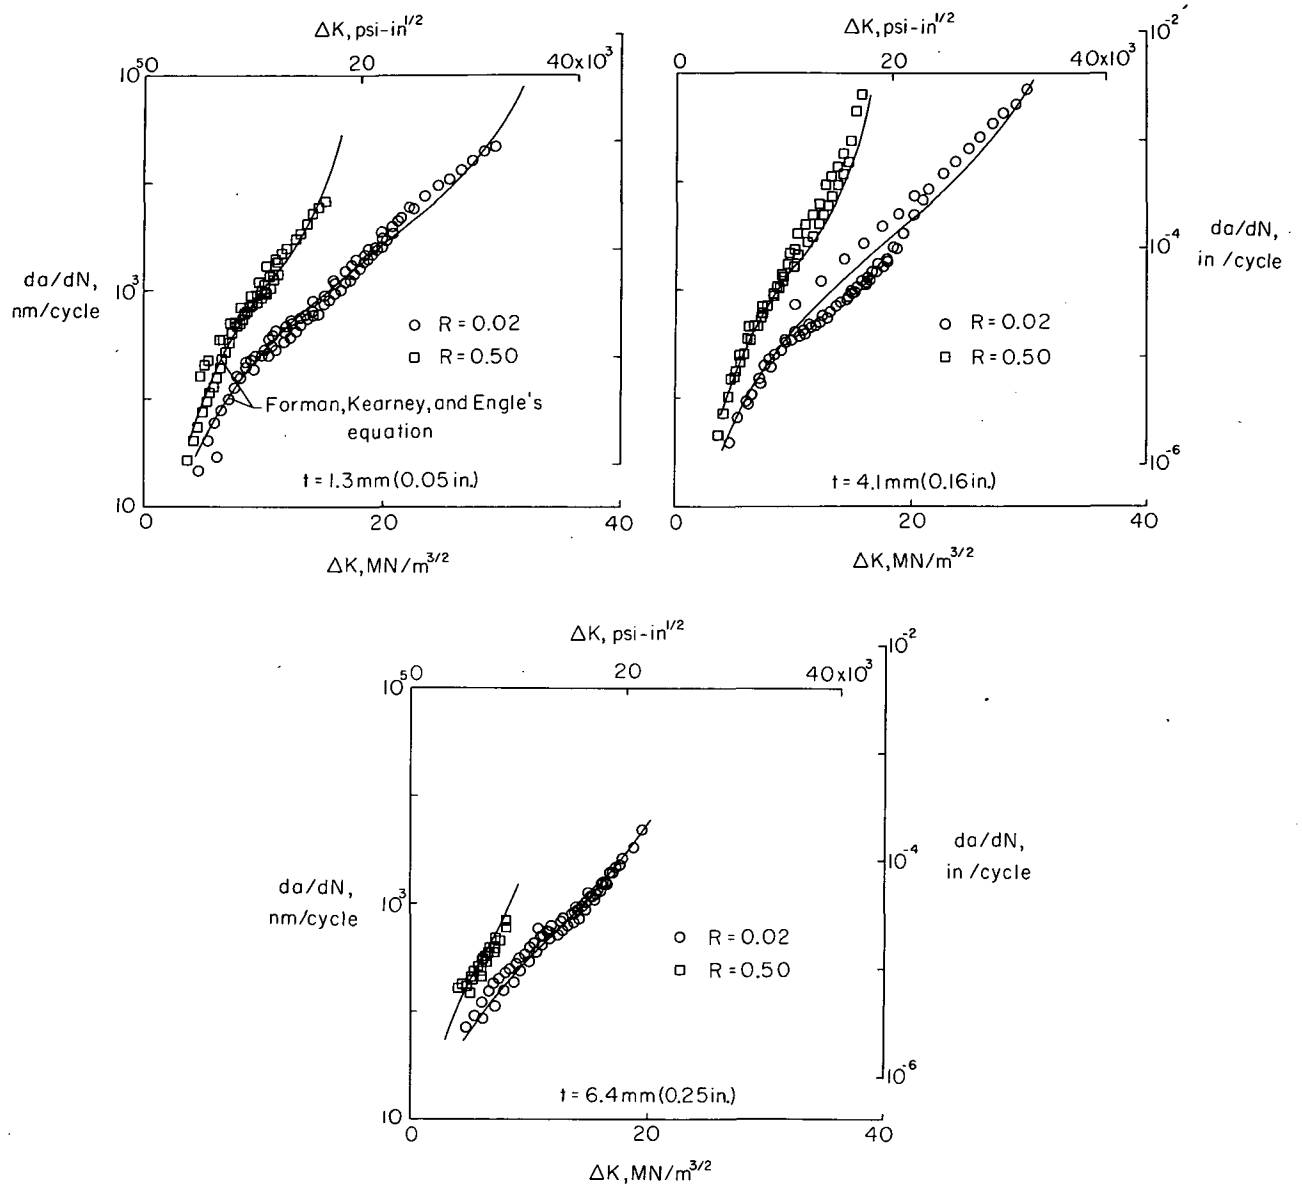 ΔK, psi-in^1/2
0 20 40x10^3
10^5
da/dN,
nm/cycle
10^3
○ R = 0.02
□ R = 0.50
Forman, Kearney, and Engle's
equation
t = 1.3 mm (0.05 in.)
10
0 20 40
ΔK, MN/m^3/2
ΔK, psi-in^1/2
0 20 40x10^3
10^-2
10^-4
da/dN,
in /cycle
○ R = 0.02
□ R = 0.50
10^-6
t = 4.1 mm (0.16 in.)
0 20 40
ΔK, MN/m^3/2
ΔK, psi-in^1/2
0 20 40x10^3
10^5
10^-2
da/dN,
nm/cycle
10^3
10^-4
da/dN,
in /cycle
○ R = 0.02
□ R = 0.50
10^-6
t = 6.4 mm (0.25 in.)
10
0 20 40
ΔK, MN/m^3/2